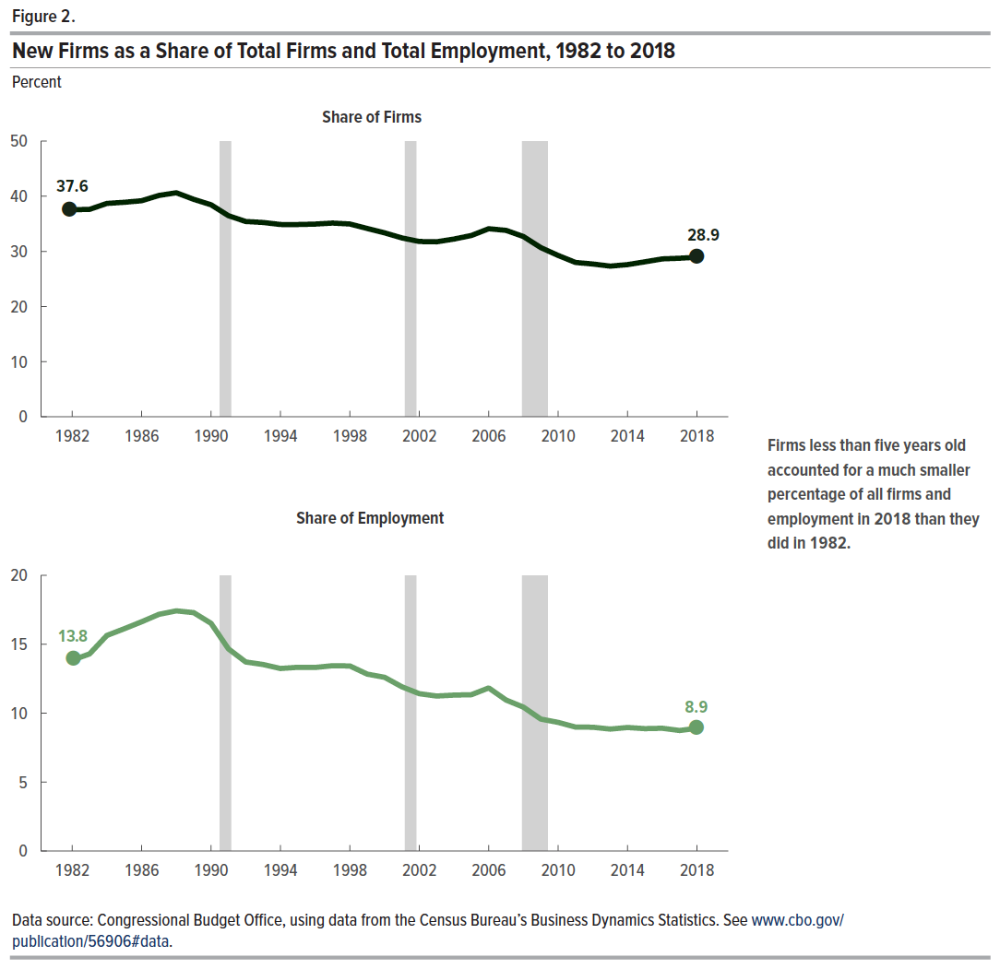 Figure 2.
New Firms as a Share of Total Firms and Total Employment, 1982 to 2018
Percent
Share of Firms
50
40
30
20
10
0
37.6
28.9
1982 1986 1990 1994 1998 2002 2006 2010 2014 2018
Firms less than five years old
accounted for a much smaller
percentage of all firms and
employment in 2018 than they
did in 1982.
Share of Employment
20
15
10
5
0
13.8
8.9
1982 1986 1990 1994 1998 2002 2006 2010 2014 2018
Data source: Congressional Budget Office, using data from the Census Bureau’s Business Dynamics Statistics. See www.cbo.gov/
publication/56906#data.